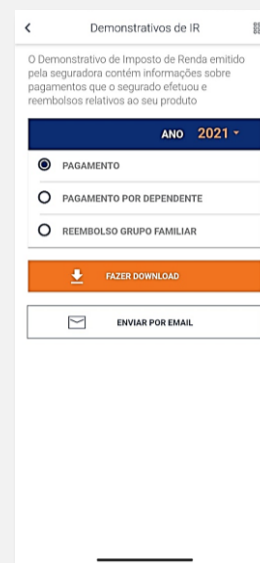 Demonstrativos de IR
O Demonstrativo de Imposto de Renda emitido
pela seguradora contém informações sobre
pagamentos que o segurado efetuou e
reembolsos relativos ao seu produto
ANO 2021
PAGAMENTO
PAGAMENTO POR DEPENDENTE
REEMBOLSO GRUPO FAMILIAR
FAZER DOWNLOAD
ENVIAR POR EMAIL